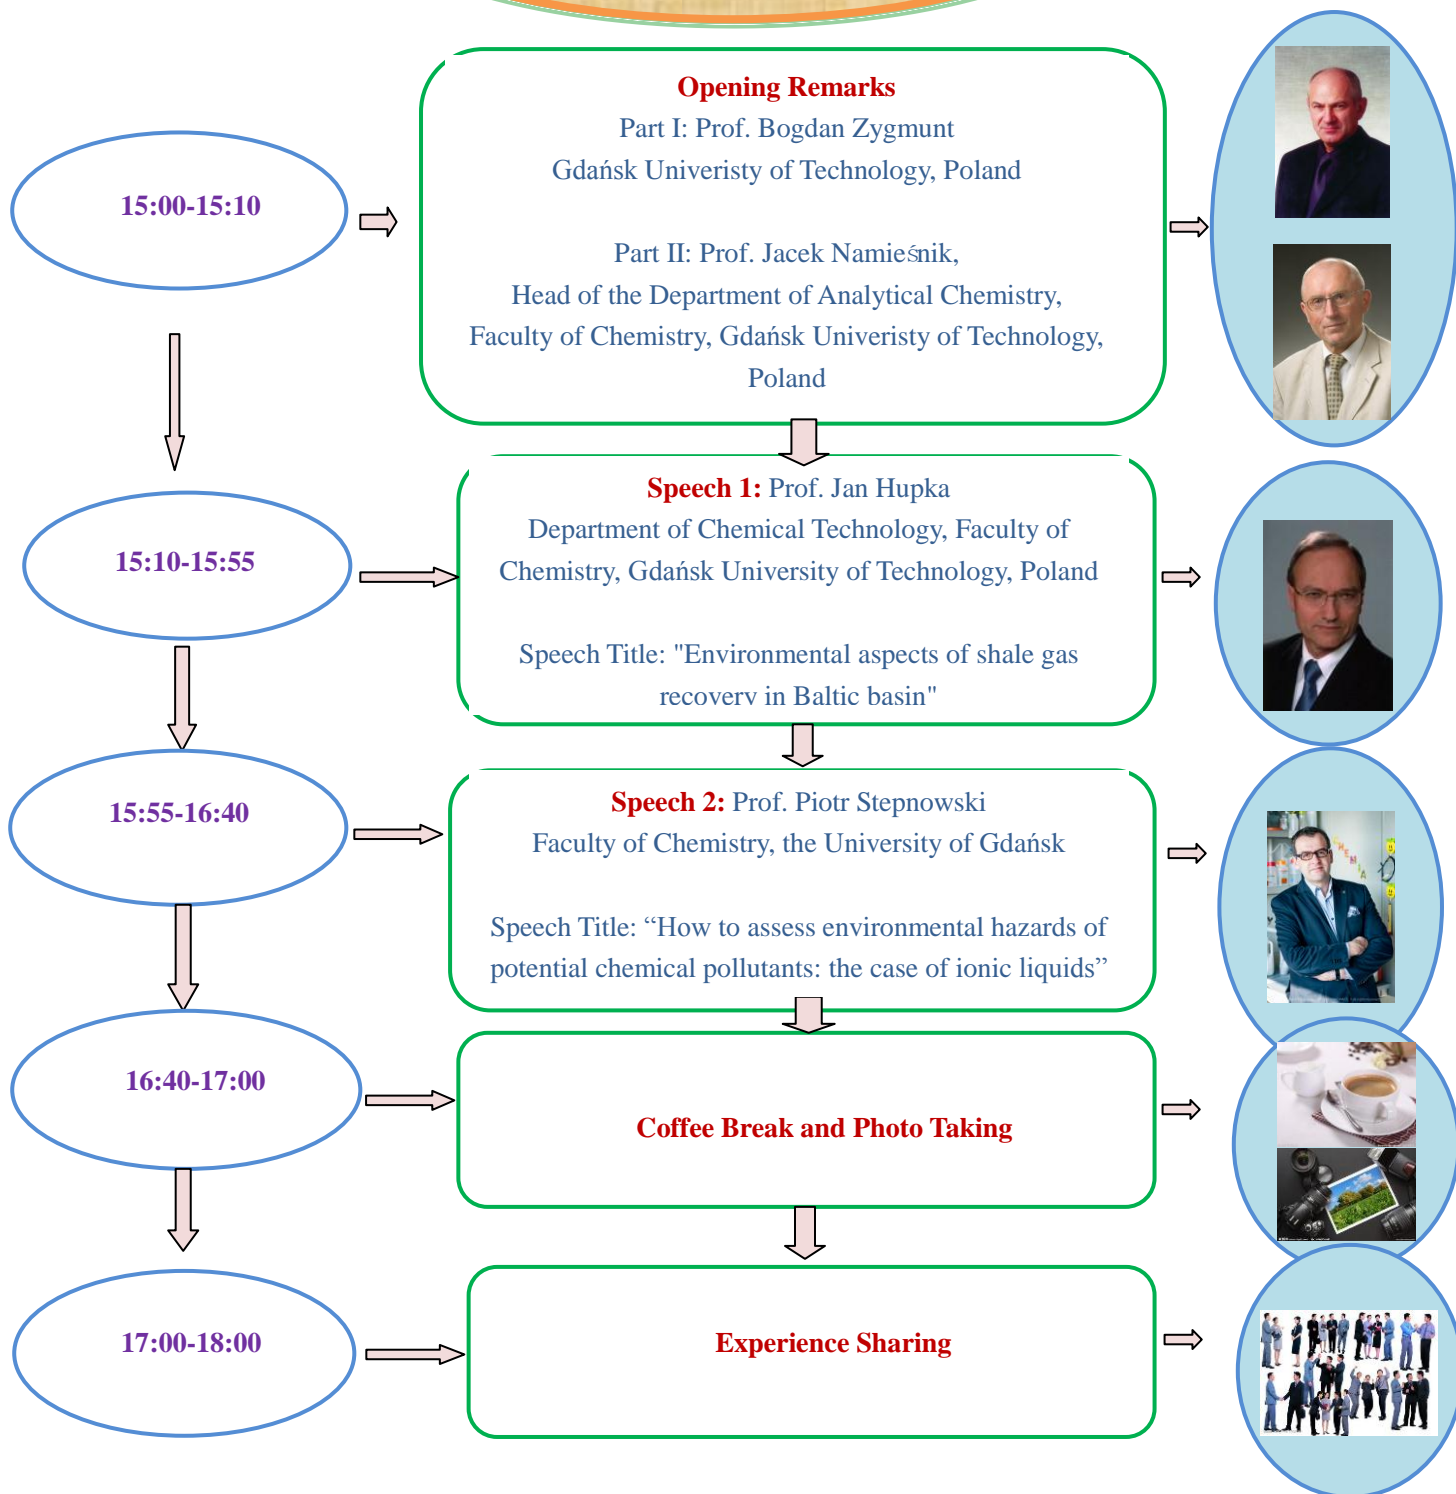 15:00-15:10
Opening Remarks
Part I: Prof. Bogdan Zygmunt
Gdańsk Univeristy of Technology, Poland
Part II: Prof. Jacek Namieśnik,
Head of the Department of Analytical Chemistry,
Faculty of Chemistry, Gdańsk Univeristy of Technology,
Poland
15:10-15:55
Speech 1: Prof. Jan Hupka
Department of Chemical Technology, Faculty of
Chemistry, Gdańsk University of Technology, Poland
Speech Title: "Environmental aspects of shale gas
recovery in Baltic basin"
15:55-16:40
Speech 2: Prof. Piotr Stepnowski
Faculty of Chemistry, the University of Gdańsk
Speech Title: “How to assess environmental hazards of
potential chemical pollutants: the case of ionic liquids”
CHEMIA
16:40-17:00
Coffee Break and Photo Taking
17:00-18:00
Experience Sharing